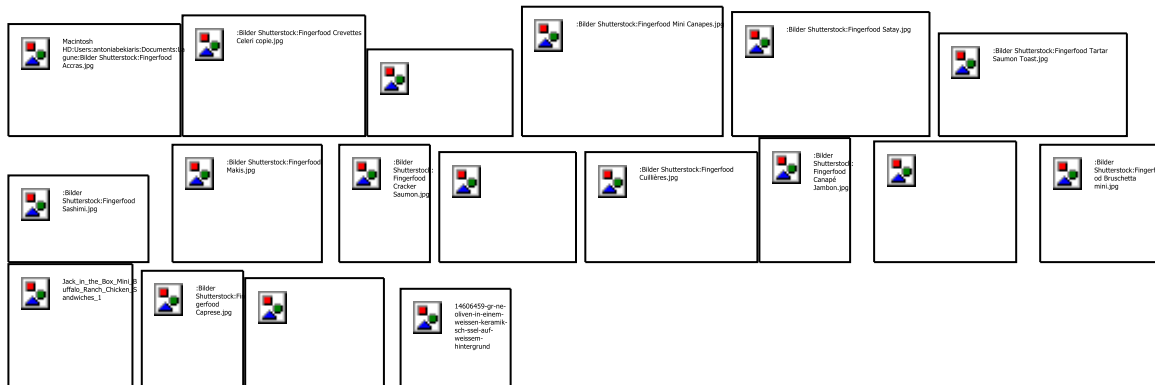 Macintosh
HD:Users:antoniabekiaris:Documents:La
gune:Bilder Shutterstock:Fingerfood
Accras.jpg
:Bilder Shutterstock:Fingerfood Crevettes
Celeri copie.jpg
:Bilder Shutterstock:Fingerfood Mini Canapes.jpg
:Bilder Shutterstock:Fingerfood Satay.jpg
:Bilder Shutterstock:Fingerfood Tartar
Saumon Toast.jpg
:Bilder
Shutterstock:Fingerfood
Sashimi.jpg
:Bilder Shutterstock:Fingerfood
Makis.jpg
:Bilder
Shutterstock:
Fingerfood
Cracker
Saumon.jpg
:Bilder Shutterstock:Fingerfood
Cuillières.jpg
:Bilder
Shutterstock:
Fingerfood
Canapé
Jambon.jpg
:Bilder
Shutterstock:Fingerf
od Bruschetta
mini.jpg
Jack_in_the_Box_Mini_B
uffalo_Ranch_Chicken_S
andwiches_1
:Bilder
Shutterstock:Fin
gerfood
Caprese.jpg
14606459-gr-ne-
oliven-in-einem-
weissen-keramik-
sch-ssel-auf-
weissem-
hintergrund